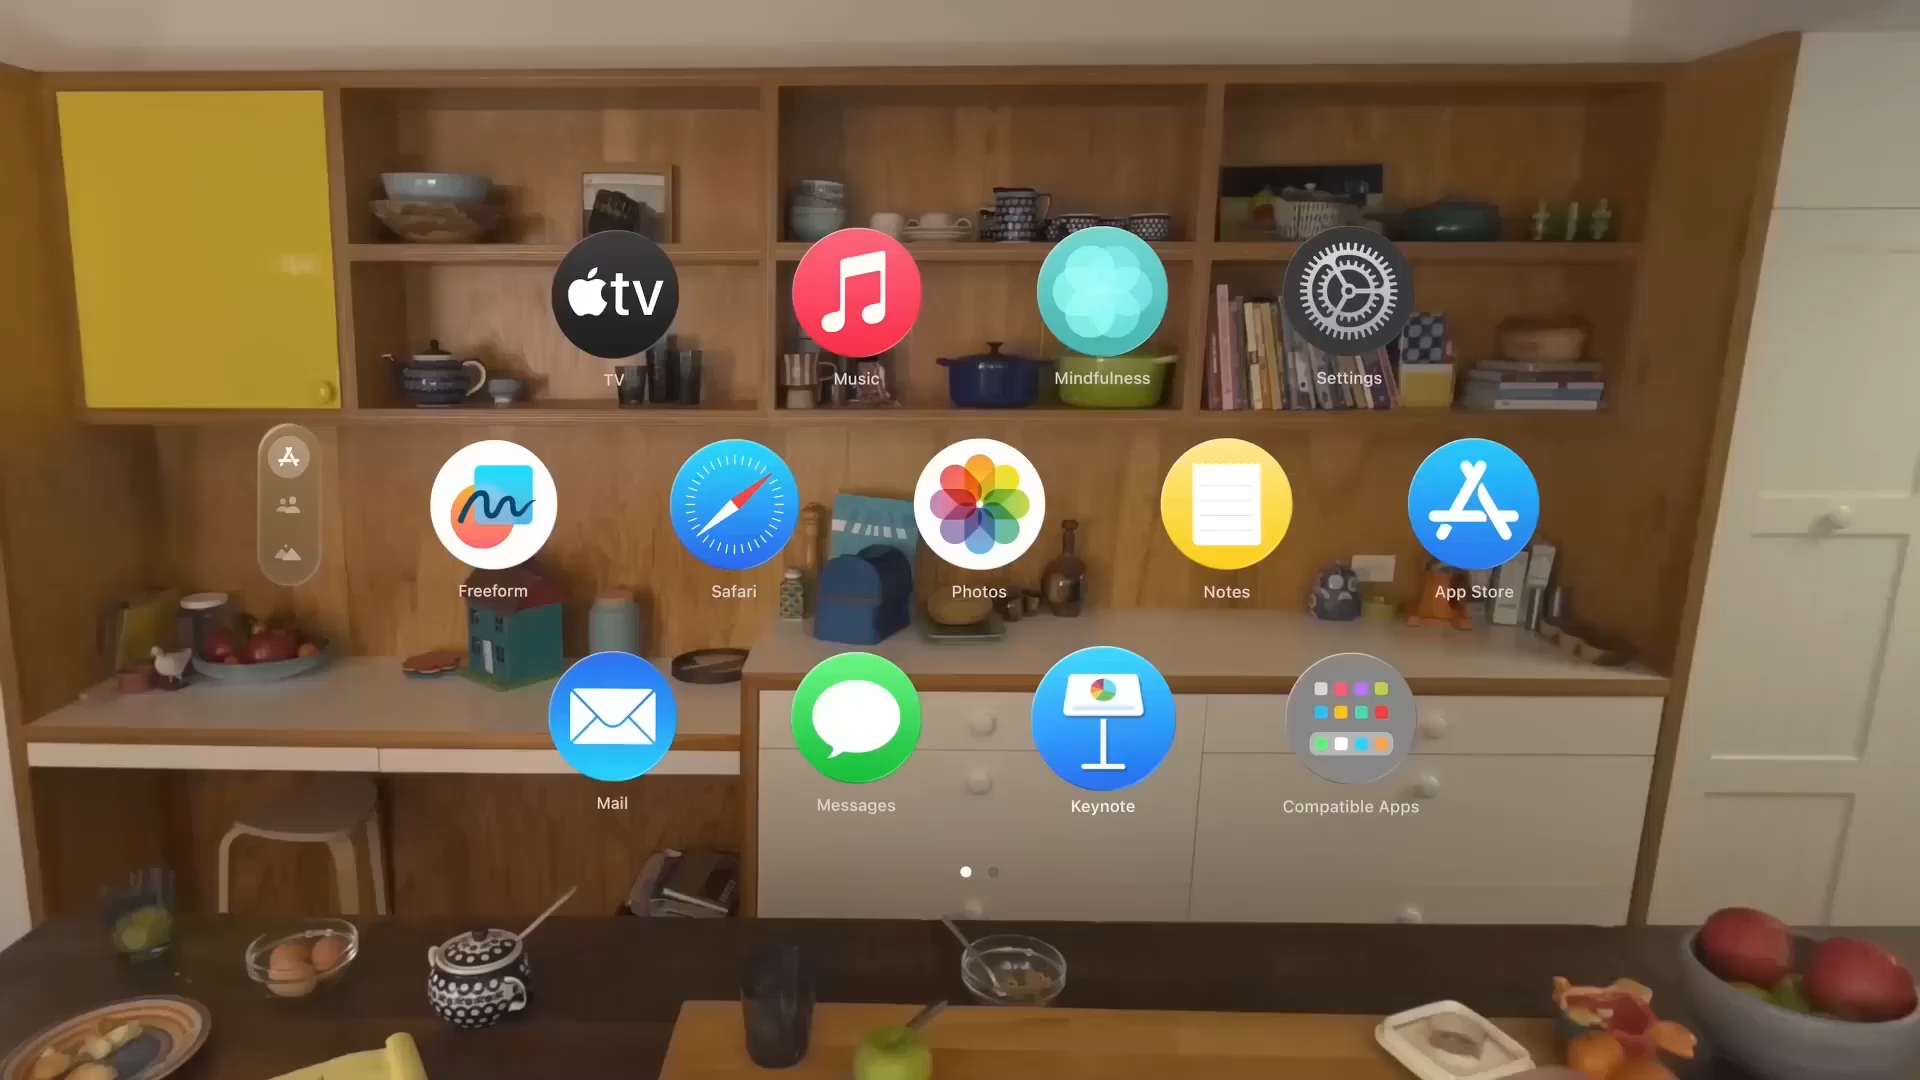 tv
TV
Music
Mindfulness
Settings
Freeform
Safari
Photos
Notes
App Store
Mail
Messages
Keynote
Compatible Apps